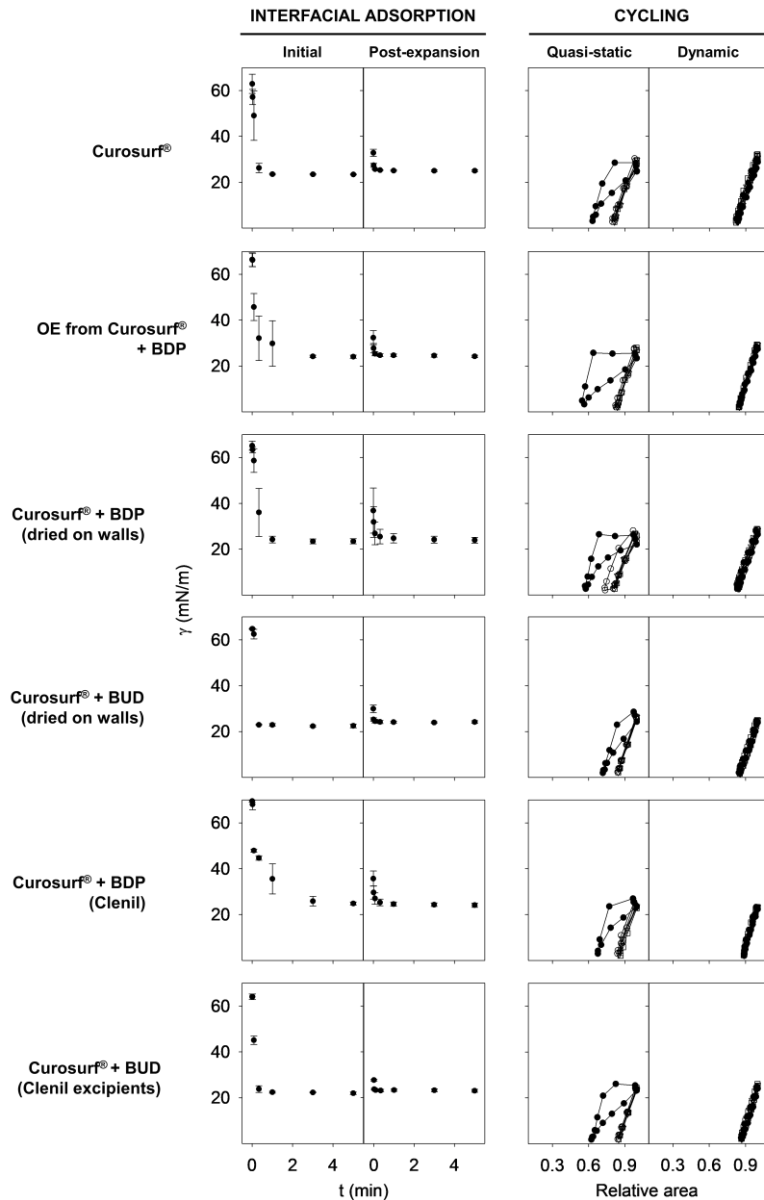 INTERFACIAL ADSORPTION
CYCLING
Initial
Post-expansion
Quasi-static
Dynamic
Curosurf®
60
40
20
OE from Curosurf®
+ BDP
60
40
20
Curosurf® + BDP
(dried on walls)
60
40
20
γ (mN/m)
Curosurf® + BUD
(dried on walls)
60
40
20
Curosurf® + BDP
(Clenil)
60
40
20
Curosurf® + BUD
(Clenil excipients)
60
40
20
0 2 4 0 2 4 0.3 0.6 0.9 0.3 0.6 0.9
t (min)
Relative area